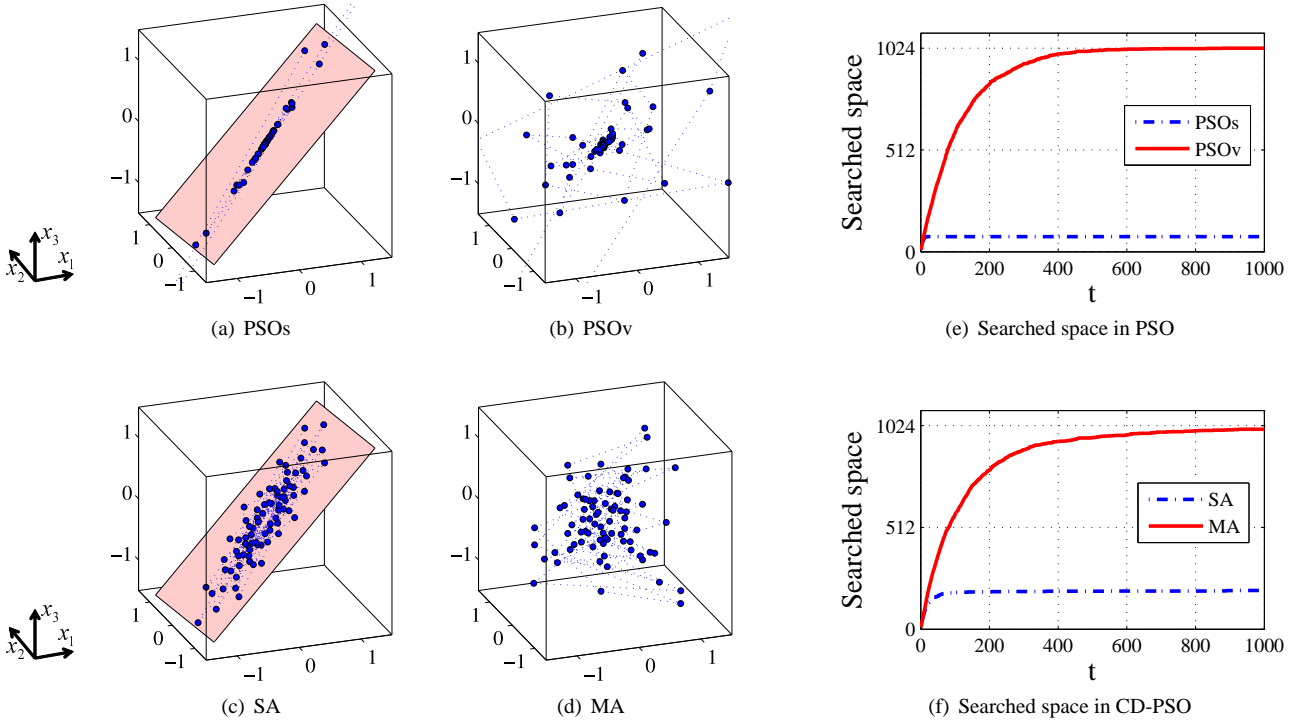 1
0
−1
1
0
−1
−1
0
1
x3
x2
x1
(a) PSOs
1
0
−1
1
0
−1
−1
0
1
(b) PSOv
1024
512
0
Searched space
PSOs
PSOv
0 200 400 600 800 1000
t
(e) Searched space in PSO
1
0
−1
1
0
−1
−1
0
1
x3
x2
x1
(c) SA
1
0
−1
1
0
−1
−1
0
1
(d) MA
1024
512
0
Searched space
SA
MA
0 200 400 600 800 1000
t
(f) Searched space in CD-PSO